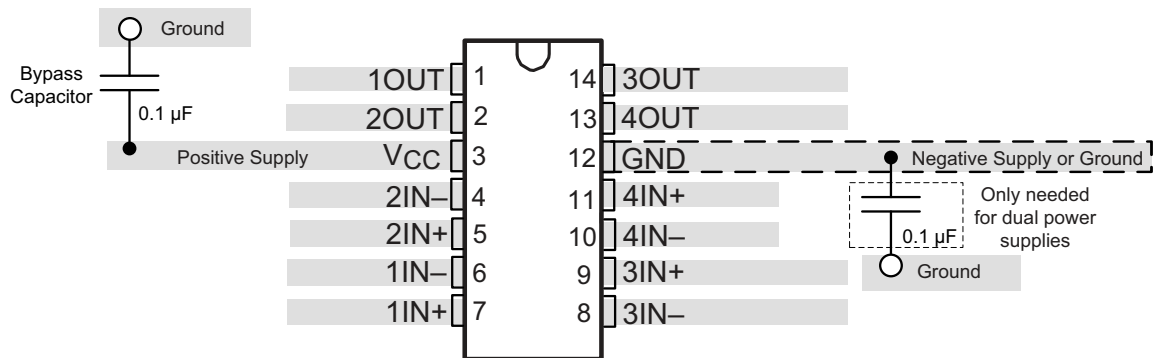 Ground
Bypass
Capacitor
0.1 µF
Positive Supply
1OUT 1
2OUT 2
VCC 3
2IN– 4
2IN+ 5
1IN– 6
1IN+ 7
14 3OUT
13 4OUT
12 GND
11 4IN+
10 4IN–
9 3IN+
8 3IN–
Negative Supply or Ground
Only needed
for dual power
supplies
0.1 µF
Ground